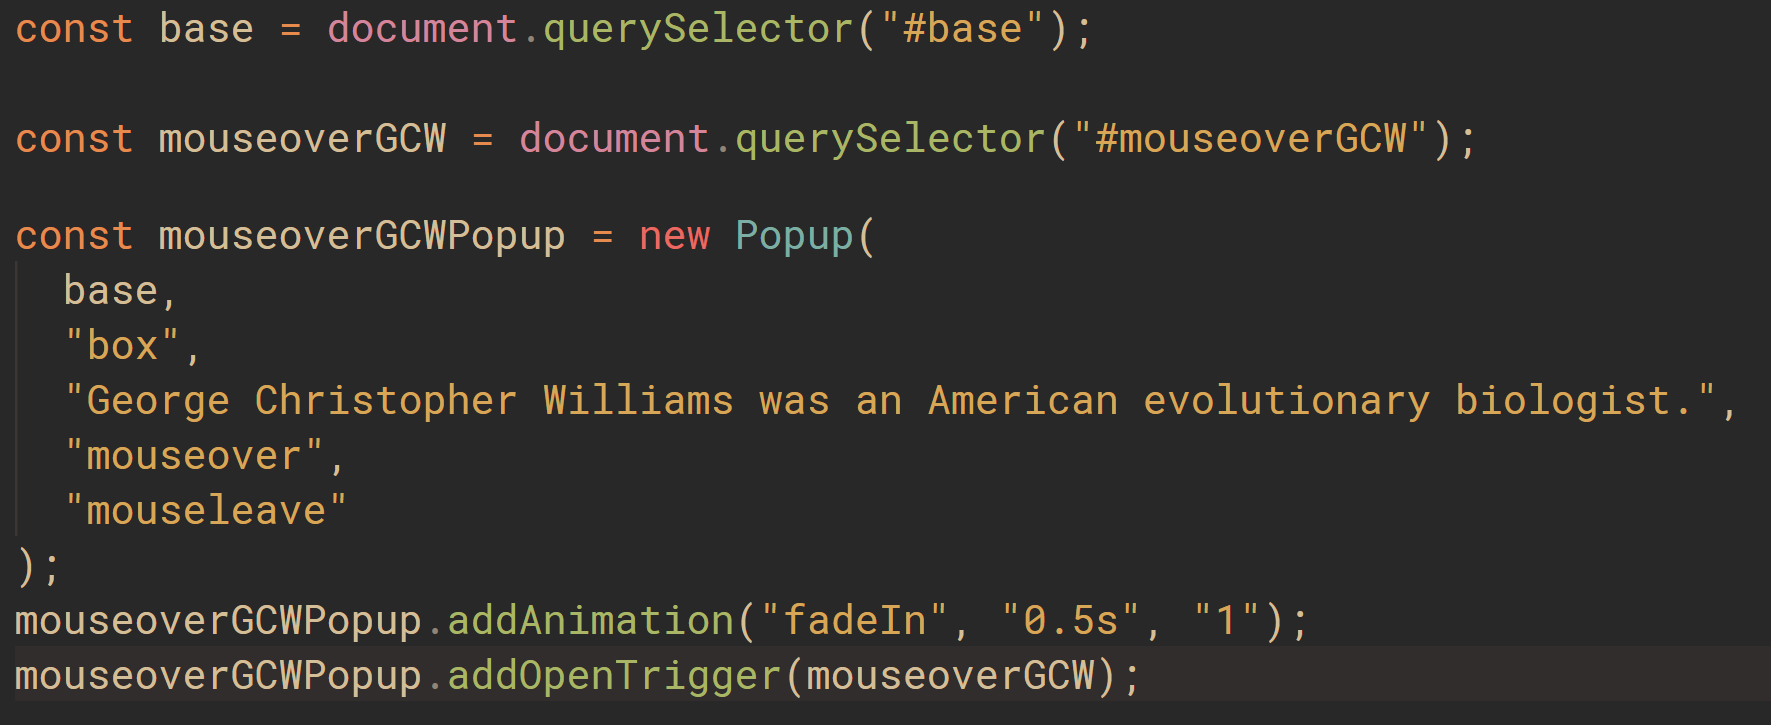 const base = document.querySelector("#base");
const mouseoverGCW = document.querySelector("#mouseoverGCW");
const mouseoverGCWPopup = new Popup(
  base,
  "box",
  "George Christopher Williams was an American evolutionary biologist.",
  "mouseover",
  "mouseleave"
);
mouseoverGCWPopup.addAnimation("fadeIn", "0.5s", "1");
mouseoverGCWPopup.addOpenTrigger(mouseoverGCW);